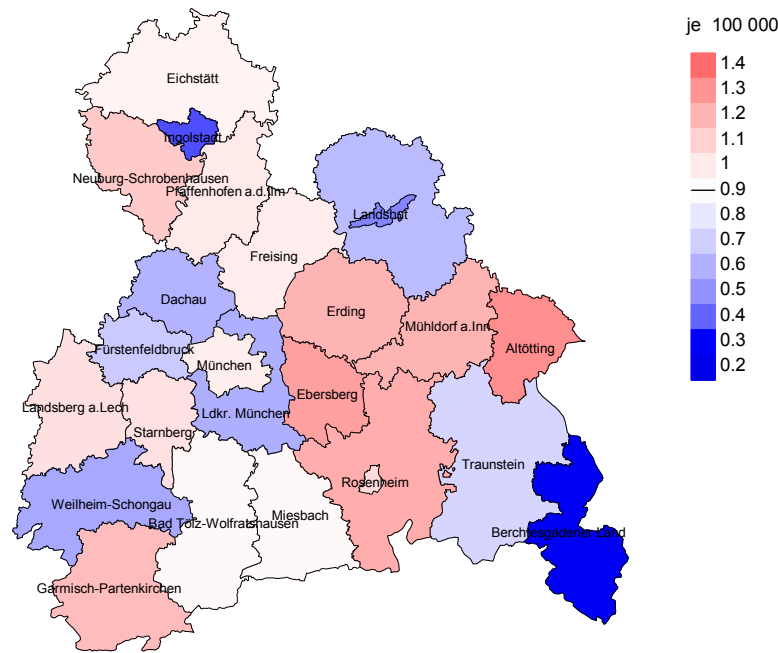 je 100 000
1.4
1.3
1.2
1.1
1
0.9
0.8
0.7
0.6
0.5
0.4
0.3
0.2
Eichstätt
Ingolstadt
Neuburg-Schrobenhausen
Pfaffenhofen a.d.Ilm
Landshut
Freising
Dachau
Erding
Mühldorf a.Inn
Altötting
Fürstenfeldbruck
München
Ebersberg
Landsberg a.Lech
Ldkr. München
Starnberg
Traunstein
Rosenheim
Weilheim-Schongau
Miesbach
Bad Tölz-Wolfratshausen
Berchtesgadener Land
Garmisch-Partenkirchen